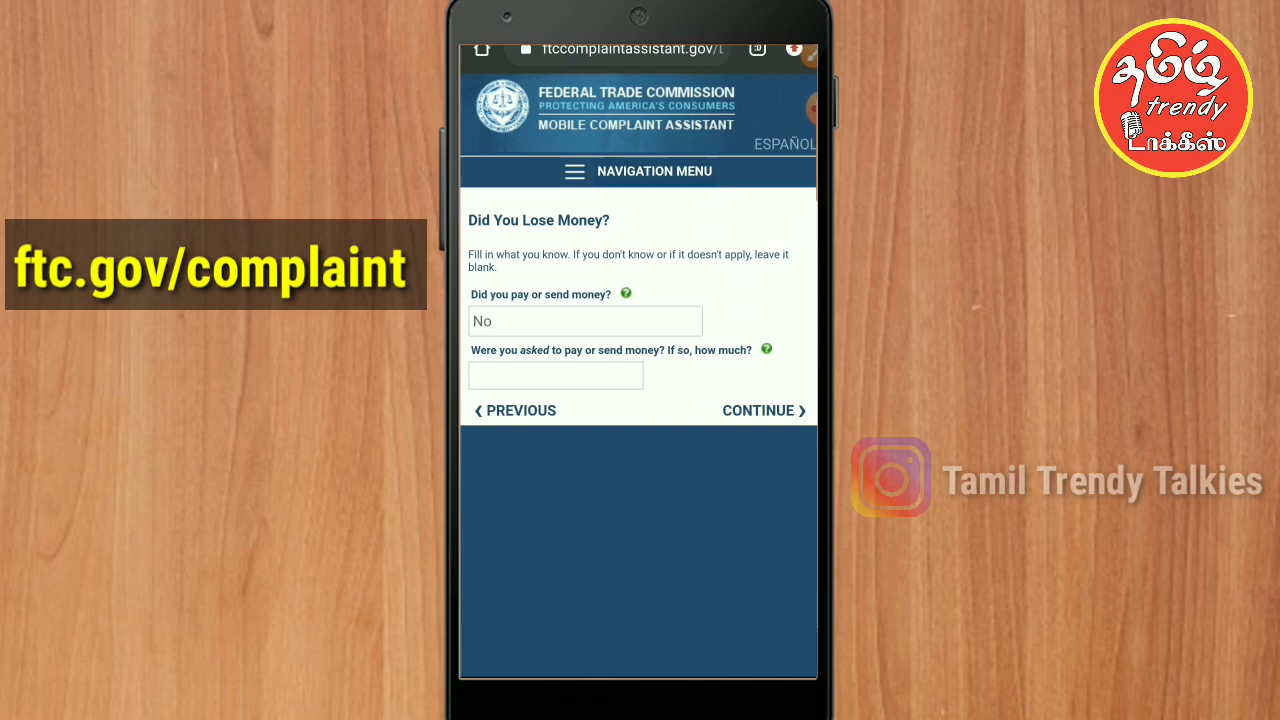 ftccomplaintassistant.gov/
FEDERAL TRADE COMMISSION
PROTECTING AMERICA'S CONSUMERS
MOBILE COMPLAINT ASSISTANT
ESPAÑOL
NAVIGATION MENU
Did You Lose Money?
Fill in what you know. If you don't know or if it doesn't apply, leave it
blank.
Did you pay or send money?
No
Were you asked to pay or send money? If so, how much?
❮ PREVIOUS
CONTINUE ❯
ftc.gov/complaint
தமிழ்
trendy
டாக்கீஸ்
Tamil Trendy Talkies